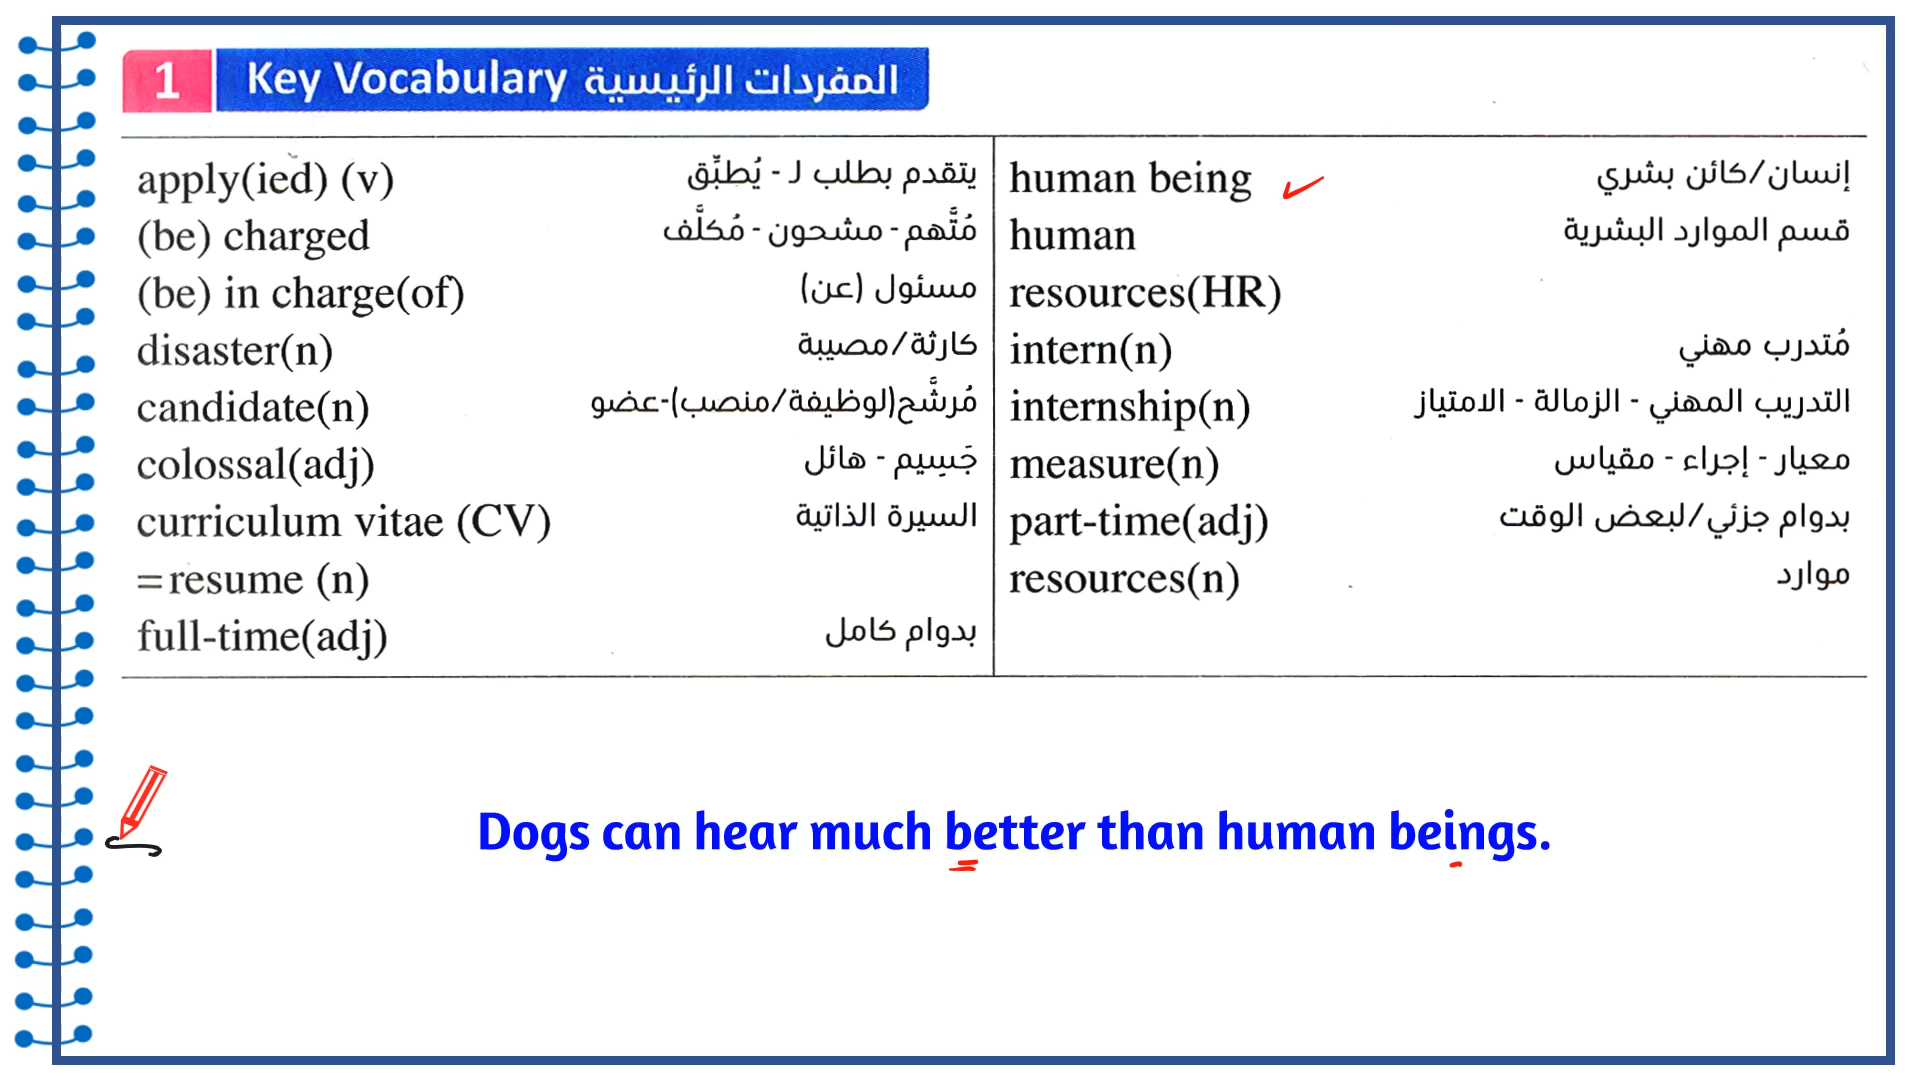 1 Key Vocabulary المفردات الرئيسية
apply(ied) (v) يتقدم بطلب لـ - يُطبِّق
(be) charged مُتَّهم - مشحون - مُكلَّف
(be) in charge(of) مسئول (عن)
disaster(n) كارثة/مصيبة
candidate(n) مُرشَّح(لوظيفة/منصب)-عضو
colossal(adj) جَسِيم - هائل
curriculum vitae (CV) السيرة الذاتية
=resume (n)
full-time(adj) بدوام كامل
human being إنسان/كائن بشري
human قسم الموارد البشرية
resources(HR)
intern(n) مُتدرب مهني
internship(n) التدريب المهني - الزمالة - الامتياز
measure(n) معيار - إجراء - مقياس
part-time(adj) بدوام جزئي/لبعض الوقت
resources(n) موارد
Dogs can hear much better than human beings.